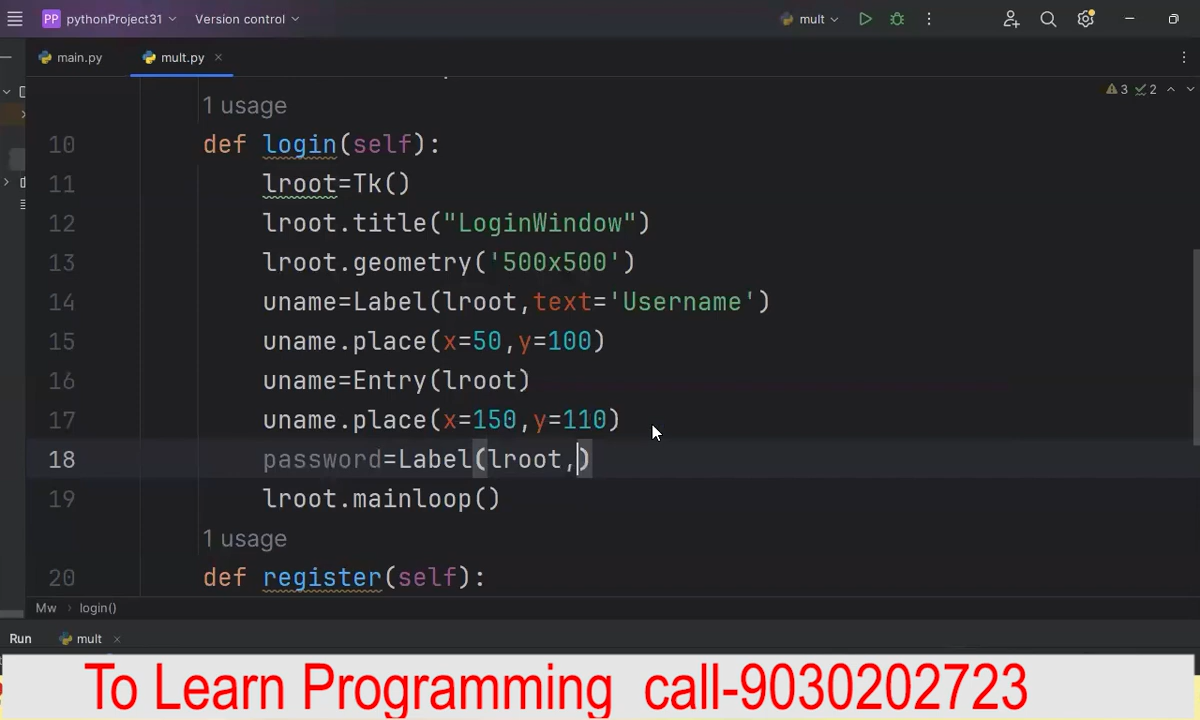 PP pythonProject31 Version control mult
main.py mult.py
1 usage
3 2
10 def login(self):
11 lroot=Tk()
12 lroot.title("LoginWindow")
13 lroot.geometry('500x500')
14 uname=Label(lroot,text='Username')
15 uname.place(x=50,y=100)
16 uname=Entry(lroot)
17 uname.place(x=150,y=110)
18 password=Label(lroot,)
19 lroot.mainloop()
1 usage
20 def register(self):
Mw login()
Run mult
To Learn Programming call-9030202723